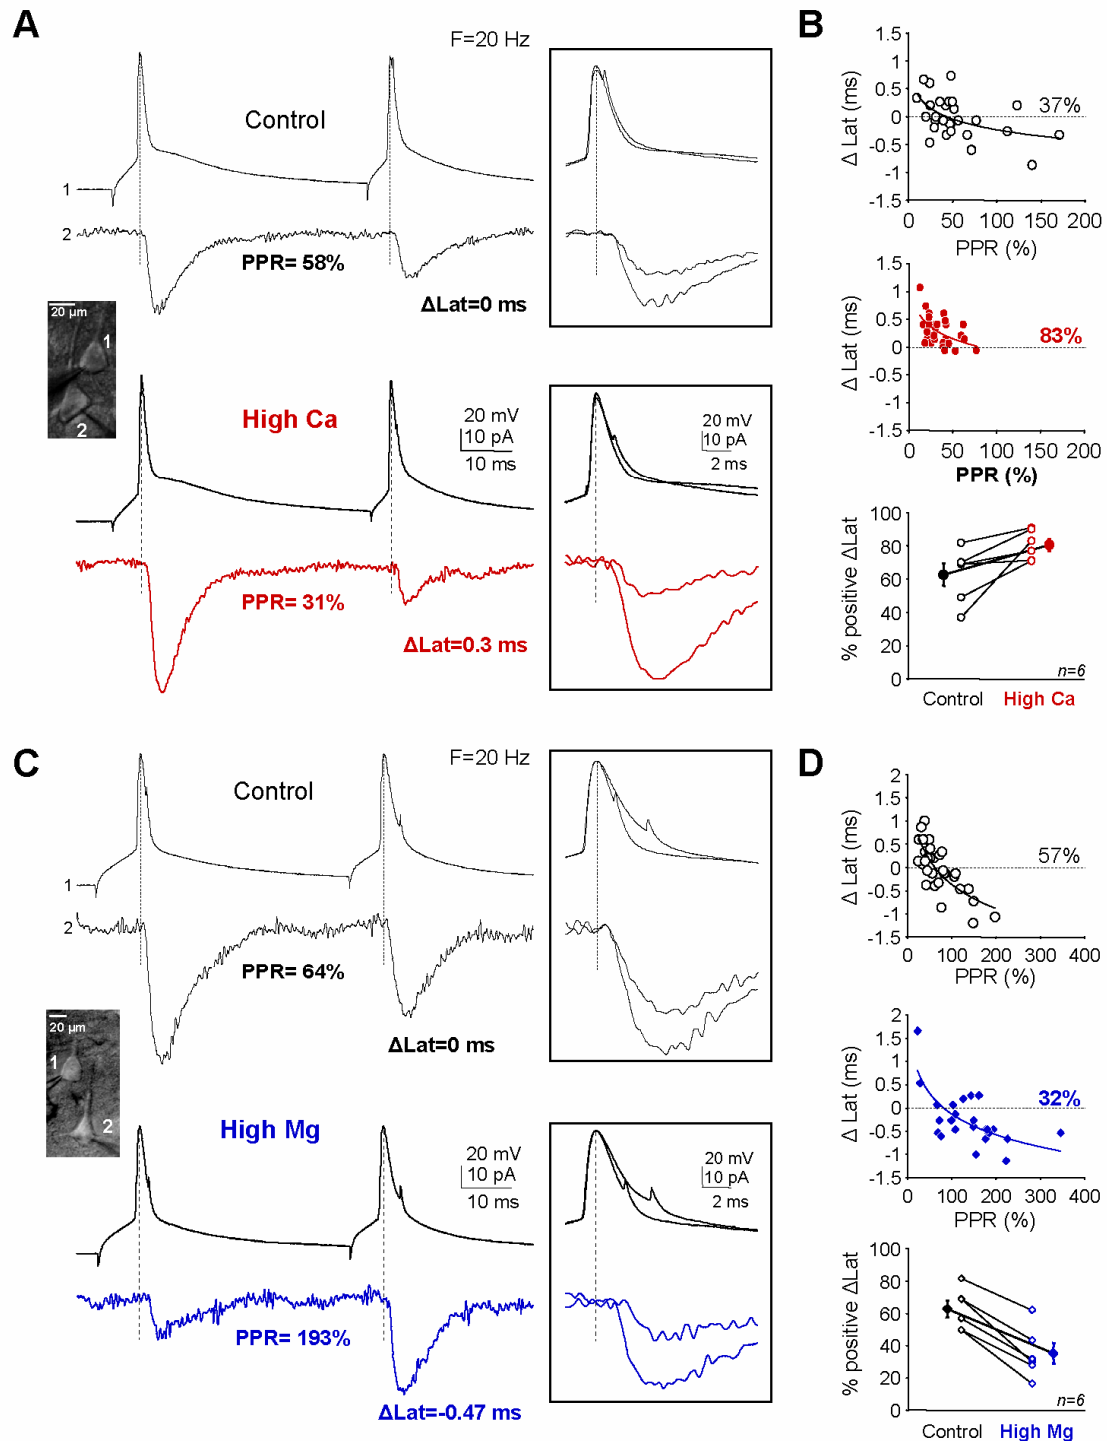 A
F=20 Hz
Control
1
2
PPR= 58%
ΔLat=0 ms
20 µm
1
2
High Ca
20 mV
10 pA
10 ms
20 mV
10 pA
2 ms
PPR= 31%
ΔLat=0.3 ms
B
1.5
1
0.5
0
-0.5
-1
-1.5
Δ Lat (ms)
37%
0 50 100 150 200
PPR (%)
1.5
1
0.5
0
-0.5
-1
-1.5
Δ Lat (ms)
83%
0 50 100 150 200
PPR (%)
100
80
60
40
20
0
% positive ΔLat
n=6
Control High Ca
C
F=20 Hz
Control
1
2
PPR= 64%
ΔLat=0 ms
20 µm
1
2
High Mg
20 mV
10 pA
10 ms
20 mV
10 pA
2 ms
PPR= 193%
ΔLat=-0.47 ms
D
2
1.5
1
0.5
0
-0.5
-1
-1.5
Δ Lat (ms)
57%
0 100 200 300 400
PPR (%)
2
1.5
1
0.5
0
-0.5
-1
-1.5
Δ Lat (ms)
32%
0 100 200 300 400
PPR (%)
100
80
60
40
20
0
% positive ΔLat
n=6
Control High Mg